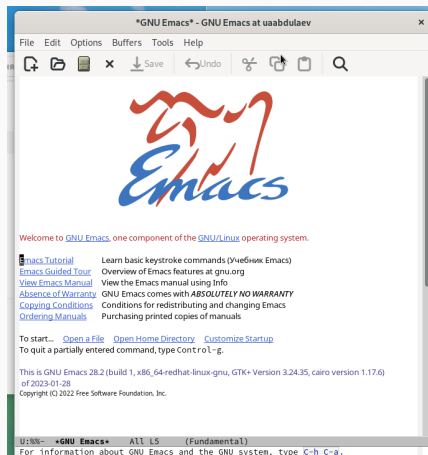 *GNU Emacs* - GNU Emacs at uaabdulaev
File Edit Options Buffers Tools Help
Save Undo
Emacs
Welcome to GNU Emacs, one component of the GNU/Linux operating system.
Emacs Tutorial Learn basic keystroke commands (Учебник Emacs)
Emacs Guided Tour Overview of Emacs features at gnu.org
View Emacs Manual View the Emacs manual using Info
Absence of Warranty GNU Emacs comes with ABSOLUTELY NO WARRANTY
Copying Conditions Conditions for redistributing and changing Emacs
Ordering Manuals Purchasing printed copies of manuals
To start... Open a File Open Home Directory Customize Startup
To quit a partially entered command, type Control-g.
This is GNU Emacs 28.2 (build 1, x86_64-redhat-linux-gnu, GTK+ Version 3.24.35, cairo version 1.17.6)
of 2023-01-28
Copyright (C) 2022 Free Software Foundation, Inc.
U:%%- *GNU Emacs* All L5 (Fundamental)
For information about GNU Emacs and the GNU system, type C-h C-a.